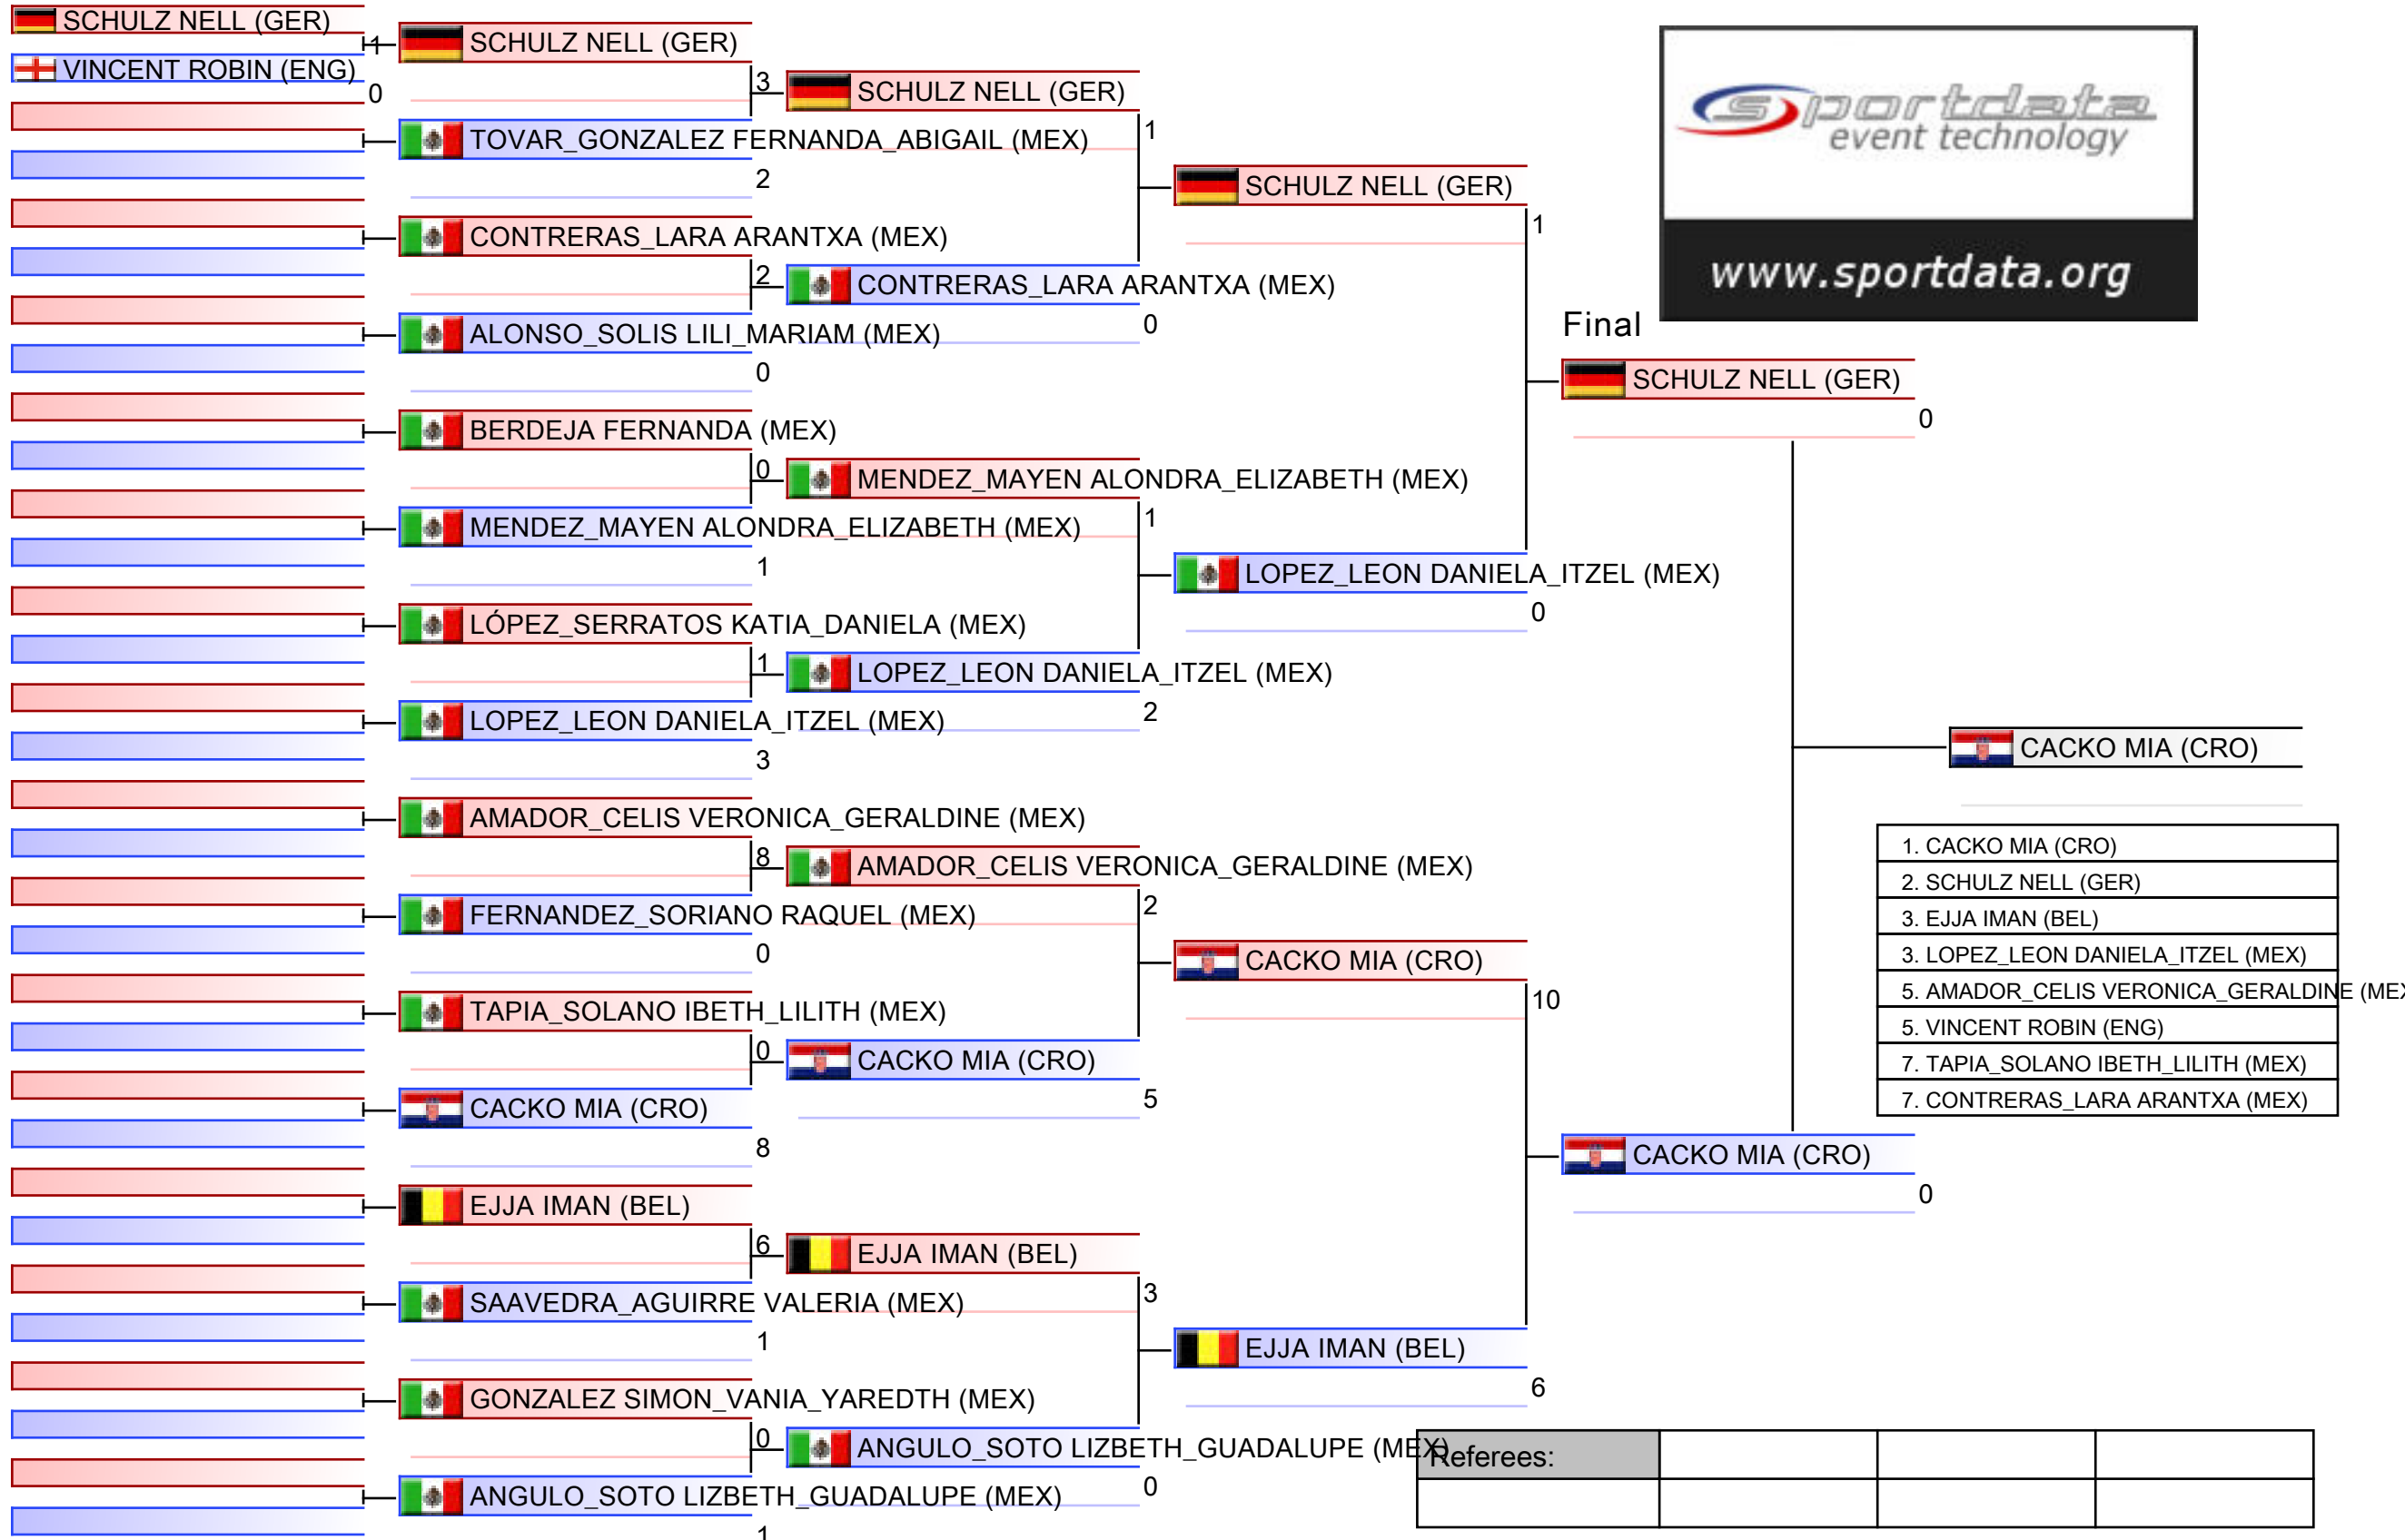 SCHULZ NELL (GER)
1
VINCENT ROBIN (ENG)
0
SCHULZ NELL (GER)
3
TOVAR_GONZALEZ FERNANDA_ABIGAIL (MEX)
2
CONTRERAS_LARA ARANTXA (MEX)
2
ALONSO_SOLIS LILI_MARIAM (MEX)
0
BERDEJA FERNANDA (MEX)
0
MENDEZ_MAYEN ALONDRA_ELIZABETH (MEX)
1
LÓPEZ_SERRATOS KATIA_DANIELA (MEX)
1
LOPEZ_LEON DANIELA_ITZEL (MEX)
3
AMADOR_CELIS VERONICA_GERALDINE (MEX)
8
FERNANDEZ_SORIANO RAQUEL (MEX)
0
TAPIA_SOLANO IBETH_LILITH (MEX)
0
CACKO MIA (CRO)
8
EJJA IMAN (BEL)
6
SAAVEDRA_AGUIRRE VALERIA (MEX)
1
GONZALEZ SIMON_VANIA_YAREDTH (MEX)
0
ANGULO_SOTO LIZBETH_GUADALUPE (MEX)
1
SCHULZ NELL (GER)
1
CONTRERAS_LARA ARANTXA (MEX)
0
MENDEZ_MAYEN ALONDRA_ELIZABETH (MEX)
1
LOPEZ_LEON DANIELA_ITZEL (MEX)
2
AMADOR_CELIS VERONICA_GERALDINE (MEX)
2
CACKO MIA (CRO)
5
EJJA IMAN (BEL)
3
ANGULO_SOTO LIZBETH_GUADALUPE (MEX)
0
SCHULZ NELL (GER)
1
LOPEZ_LEON DANIELA_ITZEL (MEX)
0
CACKO MIA (CRO)
10
EJJA IMAN (BEL)
6
Final
SCHULZ NELL (GER)
0
CACKO MIA (CRO)
0
sportdata
event technology
www.sportdata.org
CACKO MIA (CRO)
1. CACKO MIA (CRO)
2. SCHULZ NELL (GER)
3. EJJA IMAN (BEL)
3. LOPEZ_LEON DANIELA_ITZEL (MEX)
5. AMADOR_CELIS VERONICA_GERALDINE (MEX
5. VINCENT ROBIN (ENG)
7. TAPIA_SOLANO IBETH_LILITH (MEX)
7. CONTRERAS_LARA ARANTXA (MEX)
Referees: